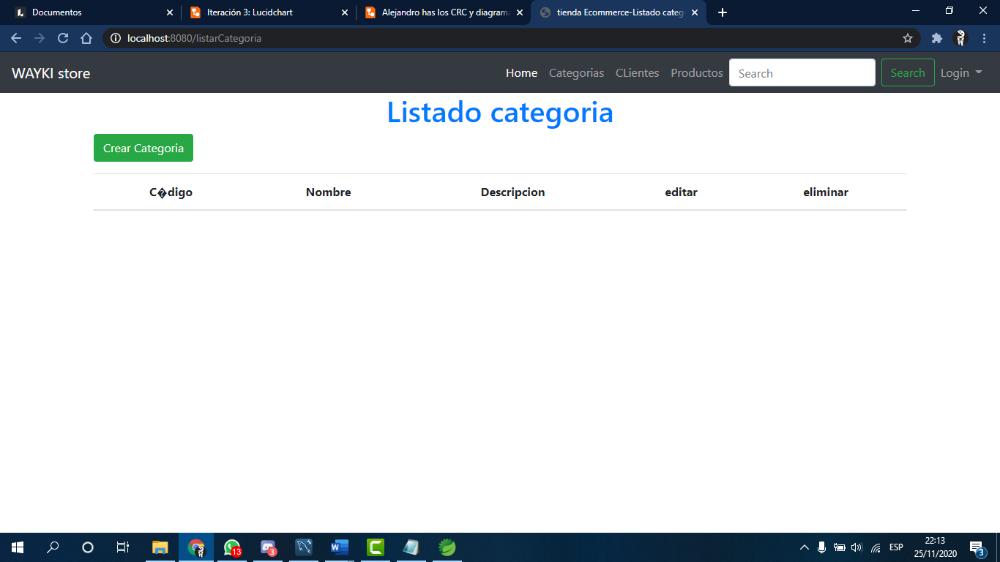 Documentos
Iteración 3: Lucidchart
Alejandro has los CRC y diagrama
tienda Ecommerce-Listado categ
localhost:8080/listarCategoria
WAYKI store
Home Categorias CLientes Productos Search Search Login
Listado categoria
Crear Categoria
C�digo Nombre Descripcion editar eliminar
13
3
ESP
22:13
25/11/2020
3